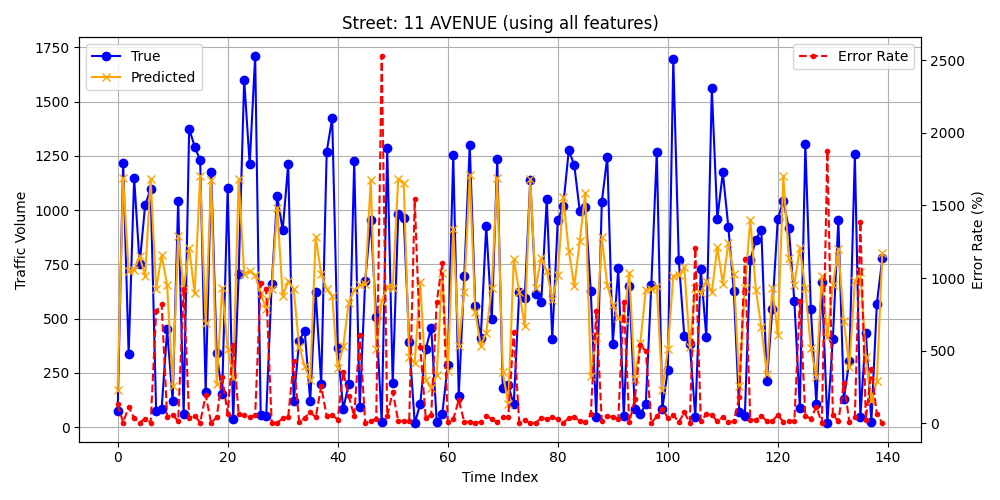 Street: 11 AVENUE (using all features)
True
Predicted
Error Rate
Traffic Volume
1750
1500
1250
1000
750
500
250
0
2500
2000
1500
1000
500
0
Error Rate (%)
0 20 40 60 80 100 120 140
Time Index